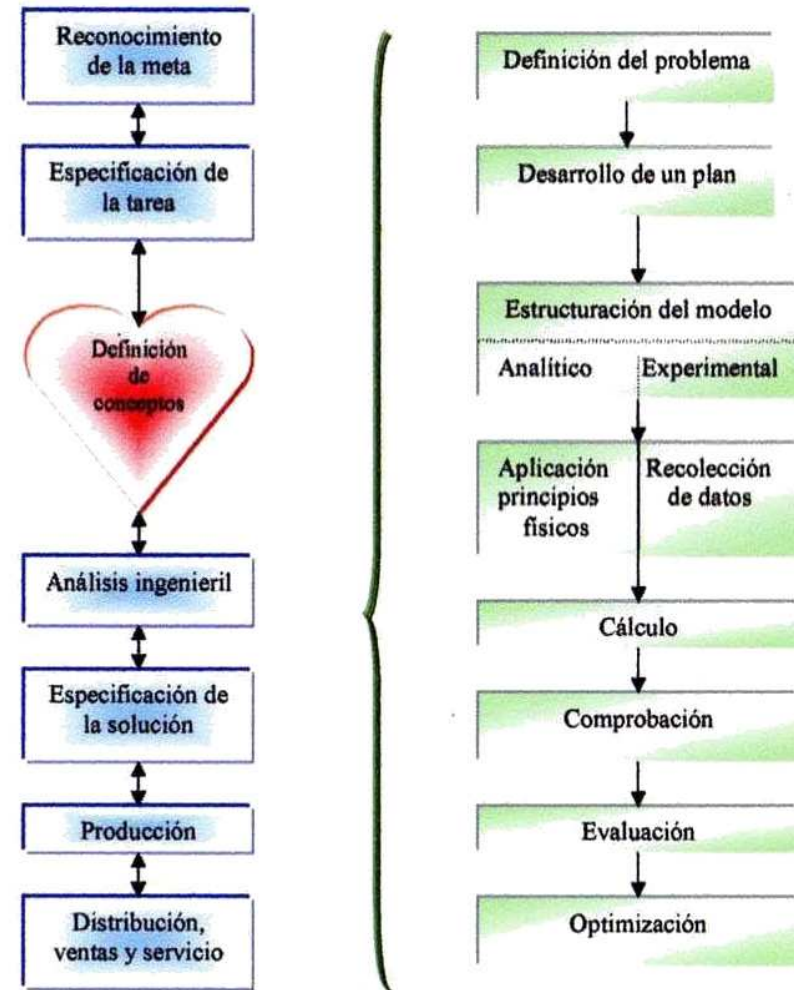 Reconocimiento
de la meta
Especificación de
la tarea
Definición
de
conceptos
Análisis ingenieril
Especificación de
la solución
Producción
Distribución,
ventas y servicio
Definición del problema
Desarrollo de un plan
Estructuración del modelo
Analítico Experimental
Aplicación
principios
físicos
Recolección
de datos
Cálculo
Comprobación
Evaluación
Optimización